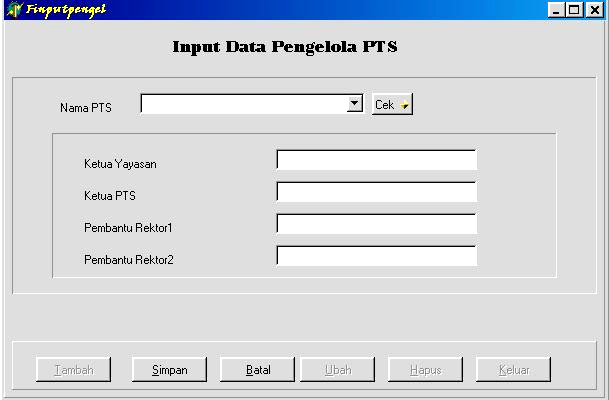 Finputpengel
Input Data Pengelola PTS
Nama PTS
Cek
Ketua Yayasan
Ketua PTS
Pembantu Rektor1
Pembantu Rektor2
Tambah Simpan Batal Ubah Hapus Keluar